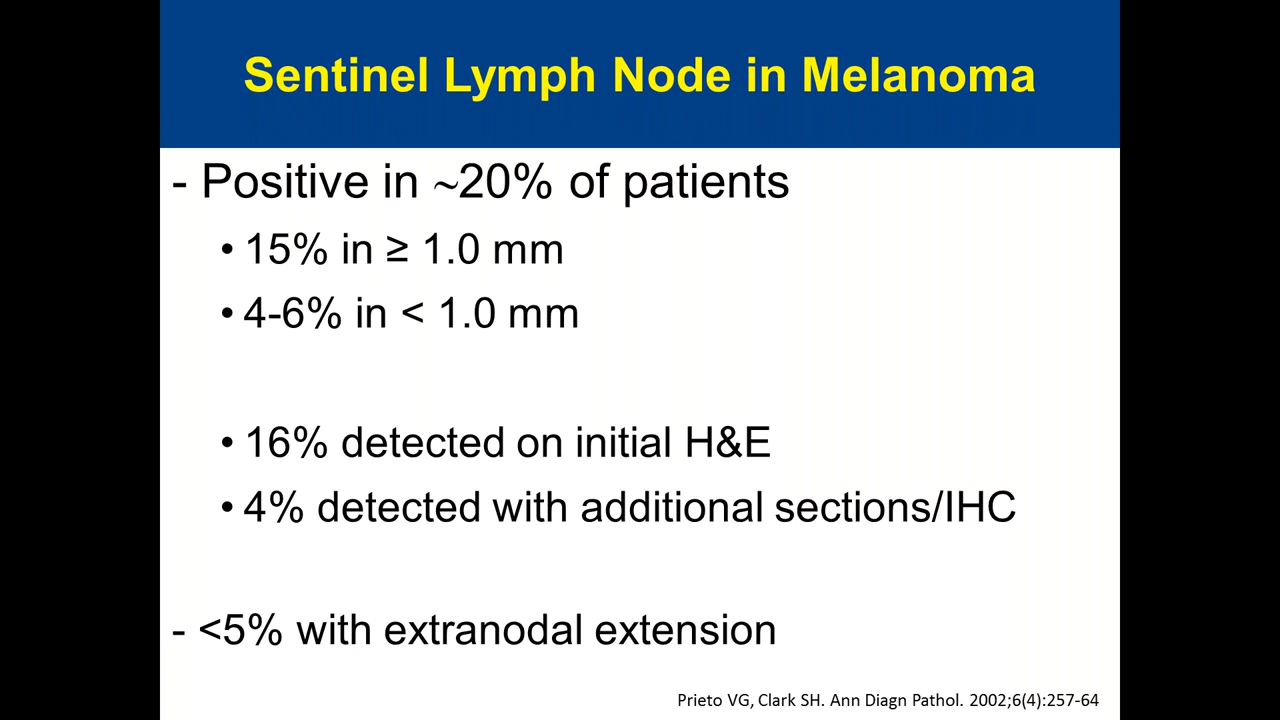 Sentinel Lymph Node in Melanoma
- Positive in ~20% of patients
• 15% in ≥ 1.0 mm
• 4-6% in < 1.0 mm
• 16% detected on initial H&E
• 4% detected with additional sections/IHC
- <5% with extranodal extension
Prieto VG, Clark SH. Ann Diagn Pathol. 2002;6(4):257-64